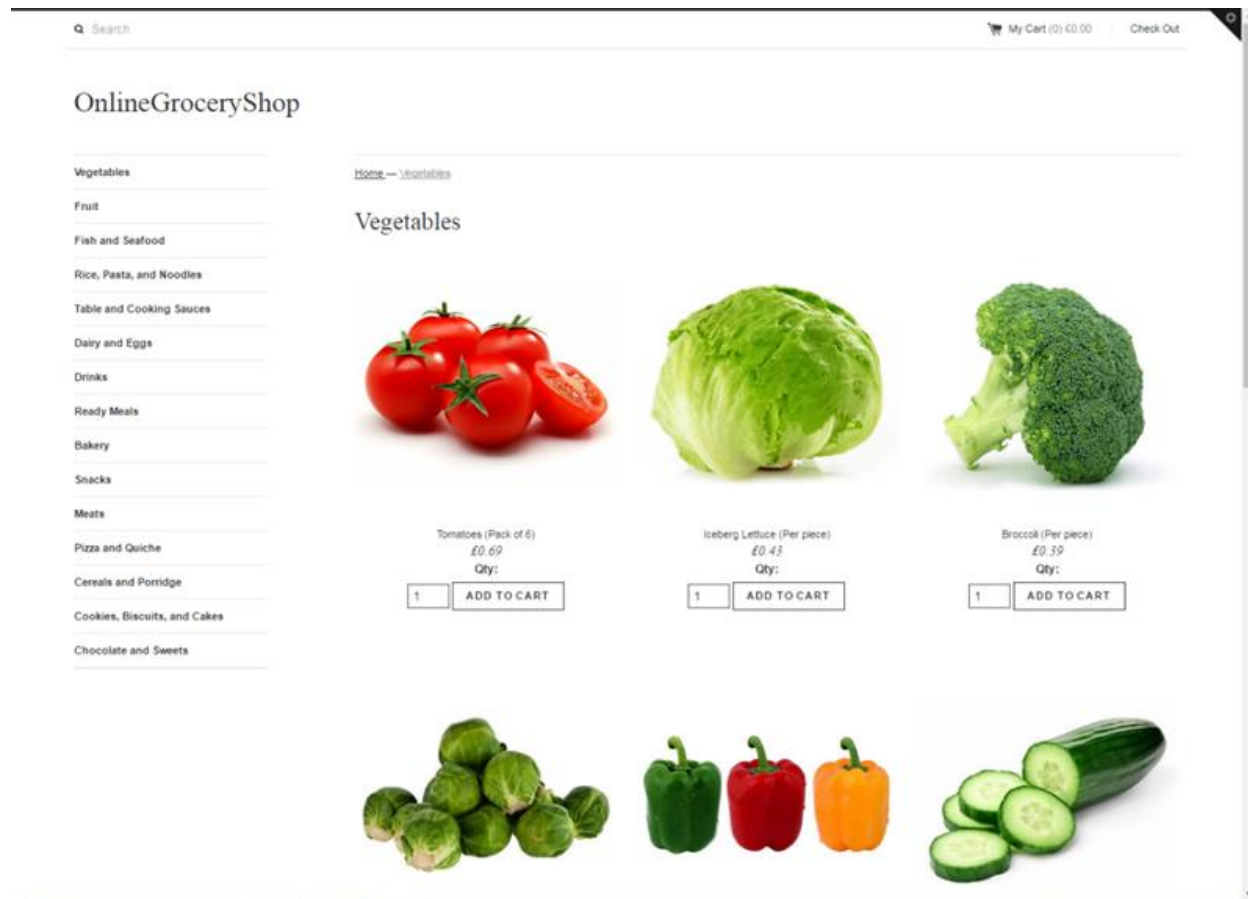 Search
My Cart (0) £0.00
Check Out
OnlineGroceryShop
Vegetables
Fruit
Fish and Seafood
Rice, Pasta, and Noodles
Table and Cooking Sauces
Dairy and Eggs
Drinks
Ready Meals
Bakery
Snacks
Meats
Pizza and Quiche
Cereals and Porridge
Cookies, Biscuits, and Cakes
Chocolate and Sweets
Home — Vegetables
Vegetables
Tomatoes (Pack of 6)
£0.69
Qty:
1 ADD TO CART
Iceberg Lettuce (Per piece)
£0.43
Qty:
1 ADD TO CART
Broccoli (Per piece)
£0.39
Qty:
1 ADD TO CART